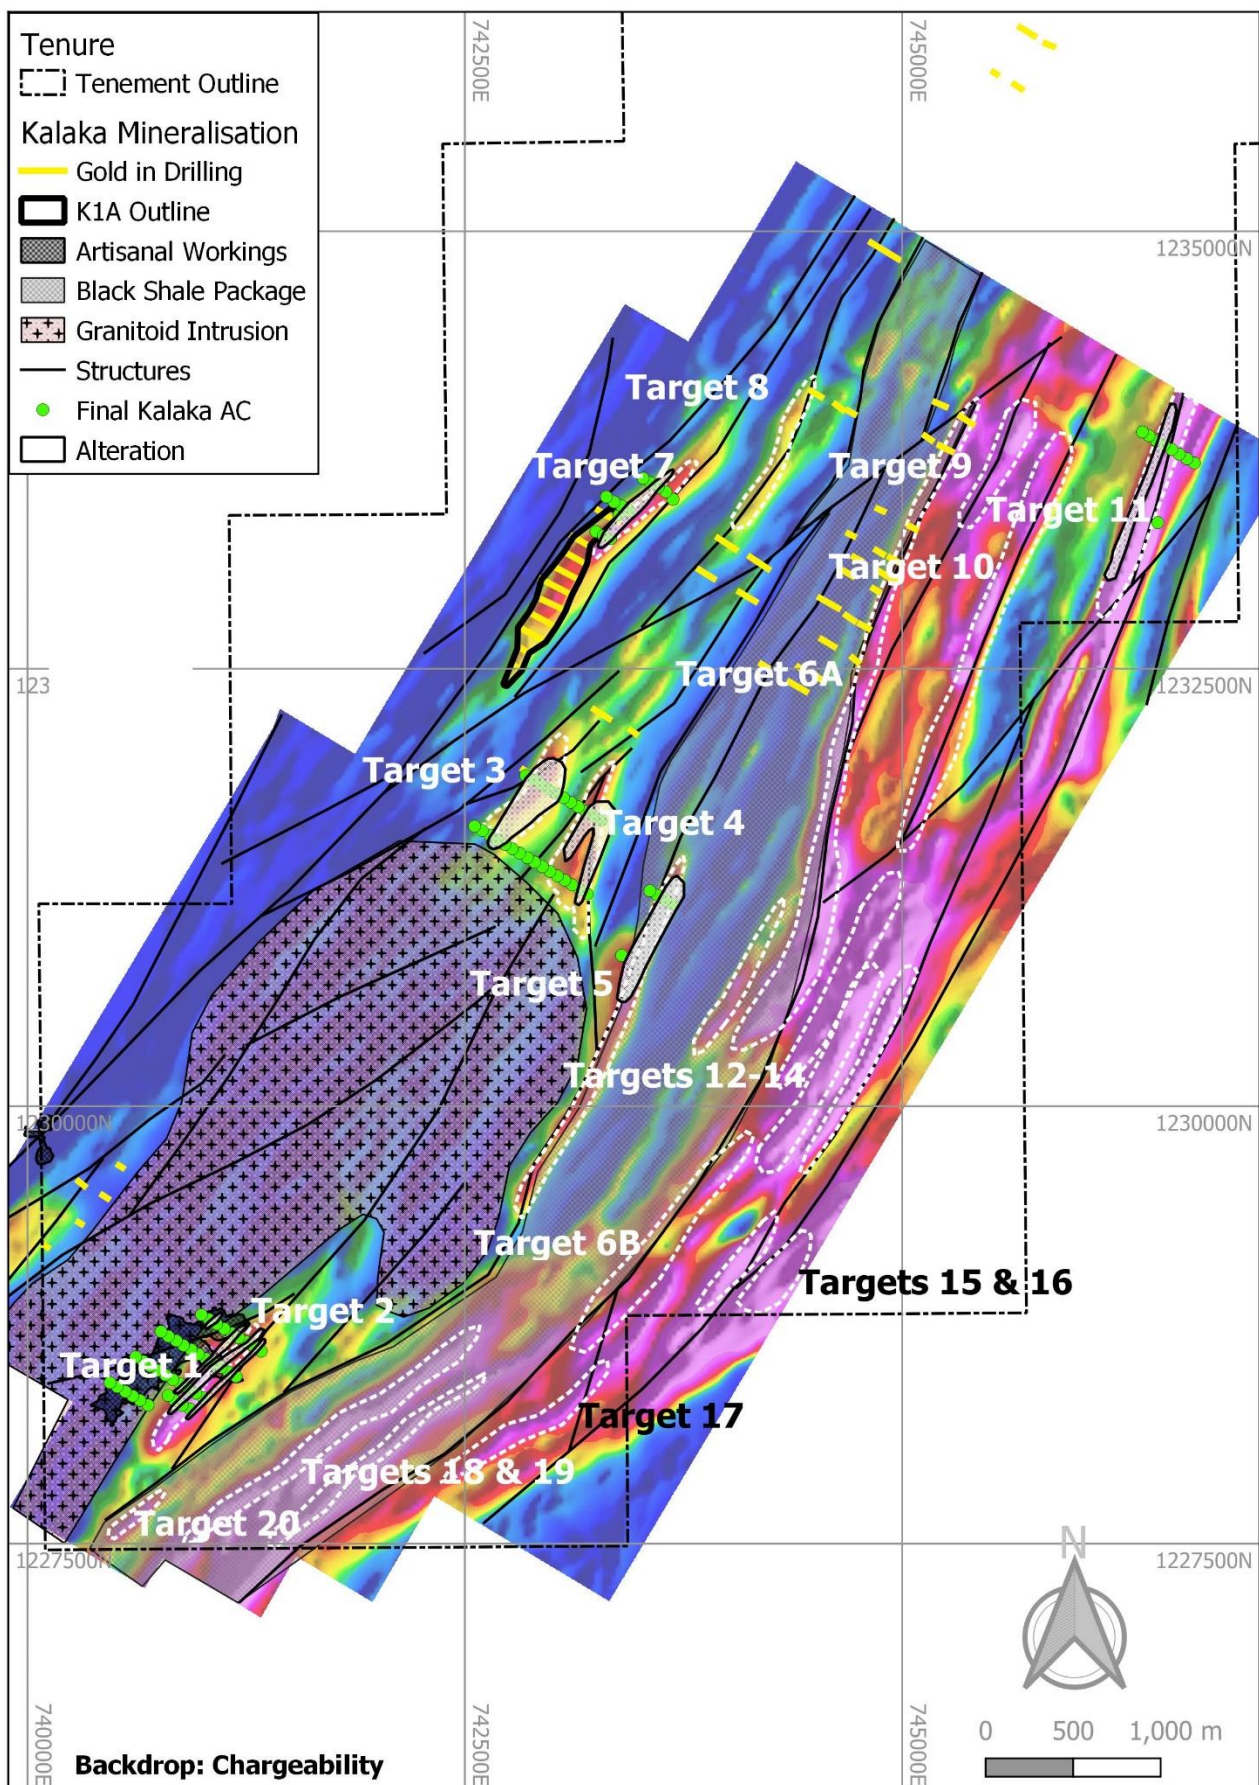 Tenure
Tenement Outline
Kalaka Mineralisation
Gold in Drilling
K1A Outline
Artisanal Workings
Black Shale Package
Granitoid Intrusion
Structures
Final Kalaka AC
Alteration
742500E
745000E
1235000N
Target 8
Target 7
Target 9
Target 11
Target 10
123
Target 6A
1232500N
Target 3
Target 4
Target 5
Targets 12-14
1230000N
1230000N
Target 6B
Targets 15 & 16
Target 2
Target 1
Target 17
Targets 18 & 19
Target 20
1227500N
1227500N
N
740000E
742500E
745000E
0 500 1,000 m
Backdrop: Chargeability